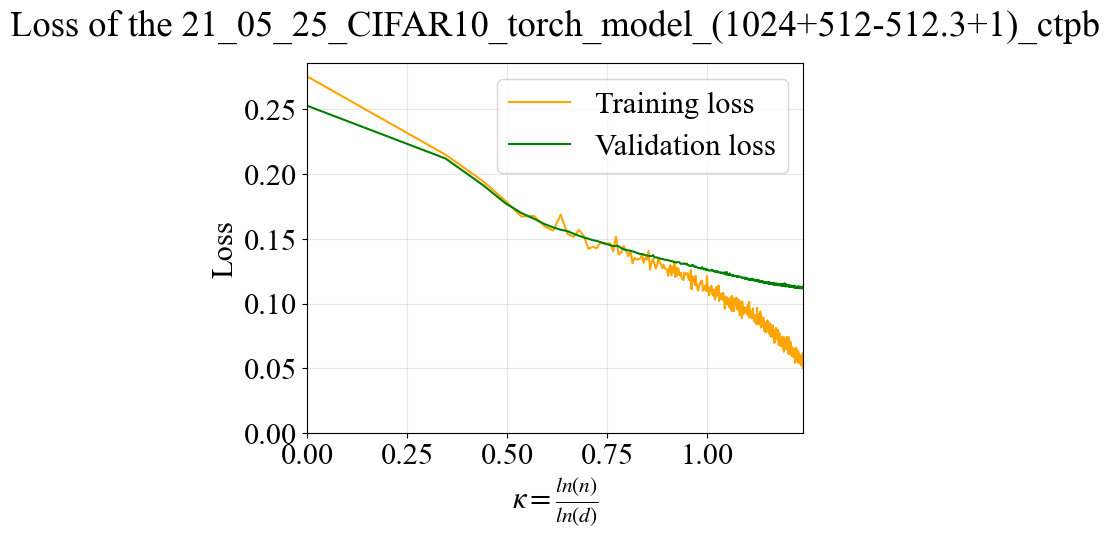 Loss of the 21_05_25_CIFAR10_torch_model_(1024+512-512.3+1)_ctpb
Training loss
Validation loss
Loss
0.25
0.20
0.15
0.10
0.05
0.00
0.00 0.25 0.50 0.75 1.00
κ = ln(n)/ln(d)